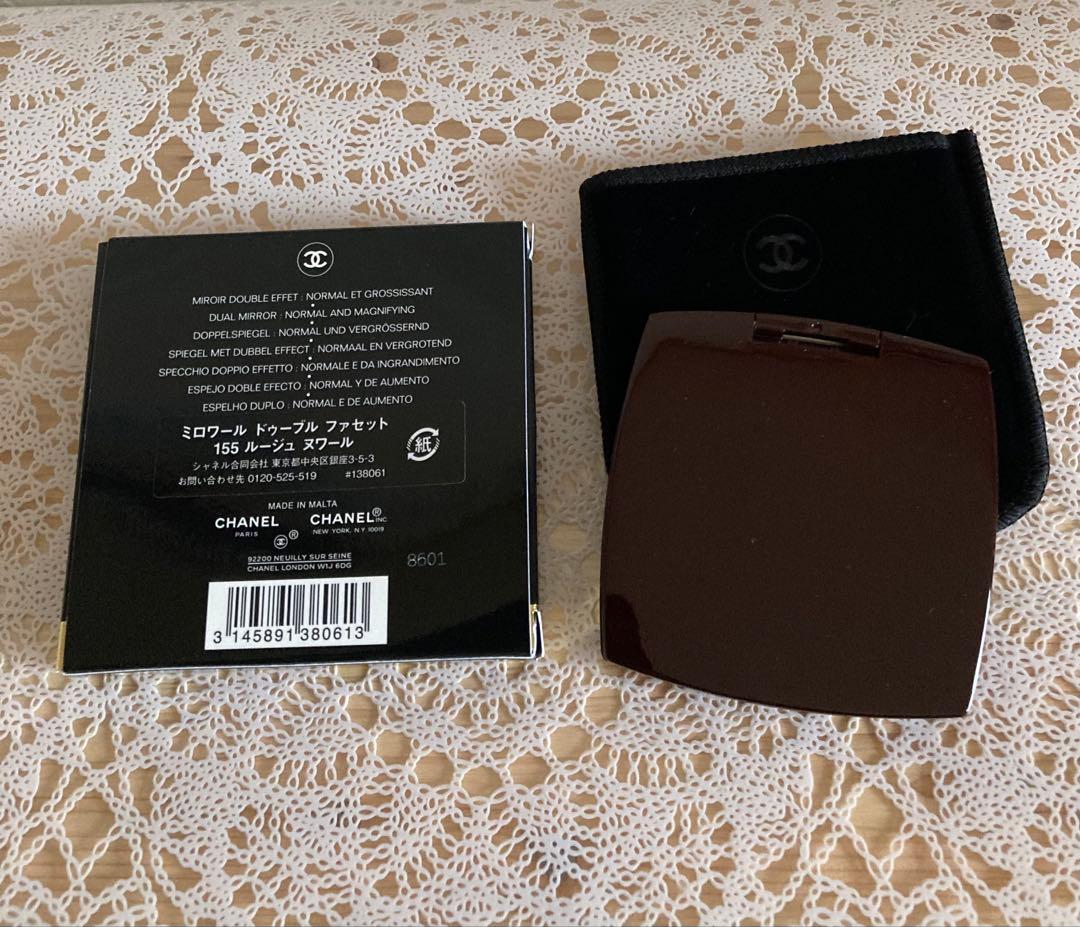 MIROIR DOUBLE EFFET : NORMAL ET GROSSISSANT
DUAL MIRROR : NORMAL AND MAGNIFYING
DOPPELSPIEGEL : NORMAL UND VERGRÖSSERND
SPIEGEL MET DUBBEL EFFECT : NORMAAL EN VERGROTEND
SPECCHIO DOPPIO EFFETTO : NORMALE E DA INGRANDIMENTO
ESPEJO DOBLE EFECTO : NORMAL Y DE AUMENTO
ESPELHO DUPLO : NORMAL E DE AUMENTO
ミロワール ドゥーブル ファセット
155 ルージュ ヌワール
シャネル合同会社 東京都中央区銀座3-5-3
お問い合わせ先 0120-525-519 #138061
紙
MADE IN MALTA
CHANEL CHANEL® INC
PARIS NEW YORK, N.Y. 10019
®
92200 NEUILLY SUR SEINE
CHANEL LONDON W1J 6DG
8601
3 145891 380613